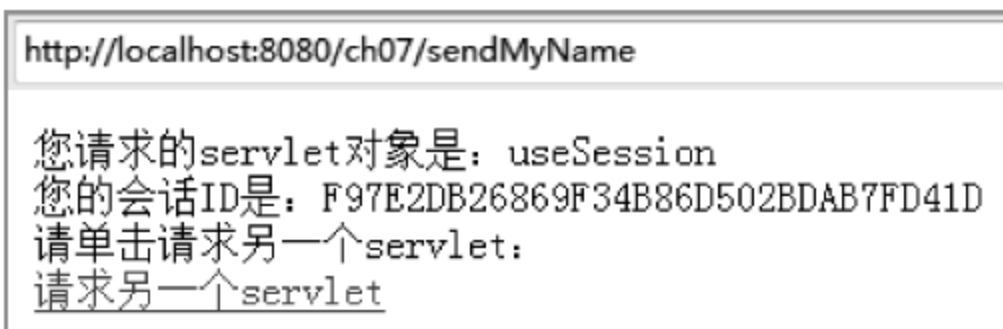 http://localhost:8080/ch07/sendMyName
您请求的servlet对象是：useSession
您的会话ID是：F97E2DB26869F34B86D502BDAB7FD41D
请单击请求另一个servlet：
请求另一个servlet